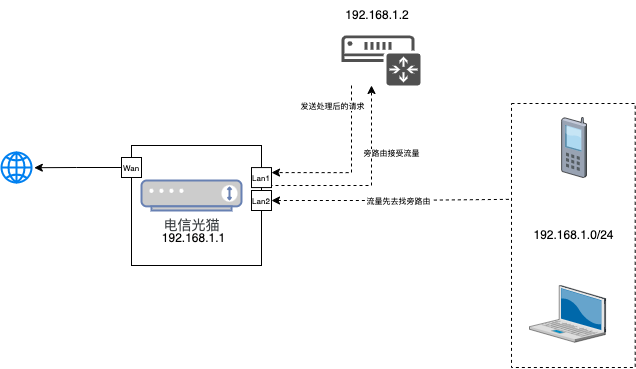 192.168.1.2
发送处理后的请求
旁路由接受流量
Wan
Lan1
Lan2
流量先去找旁路由
电信光猫
192.168.1.1
192.168.1.0/24